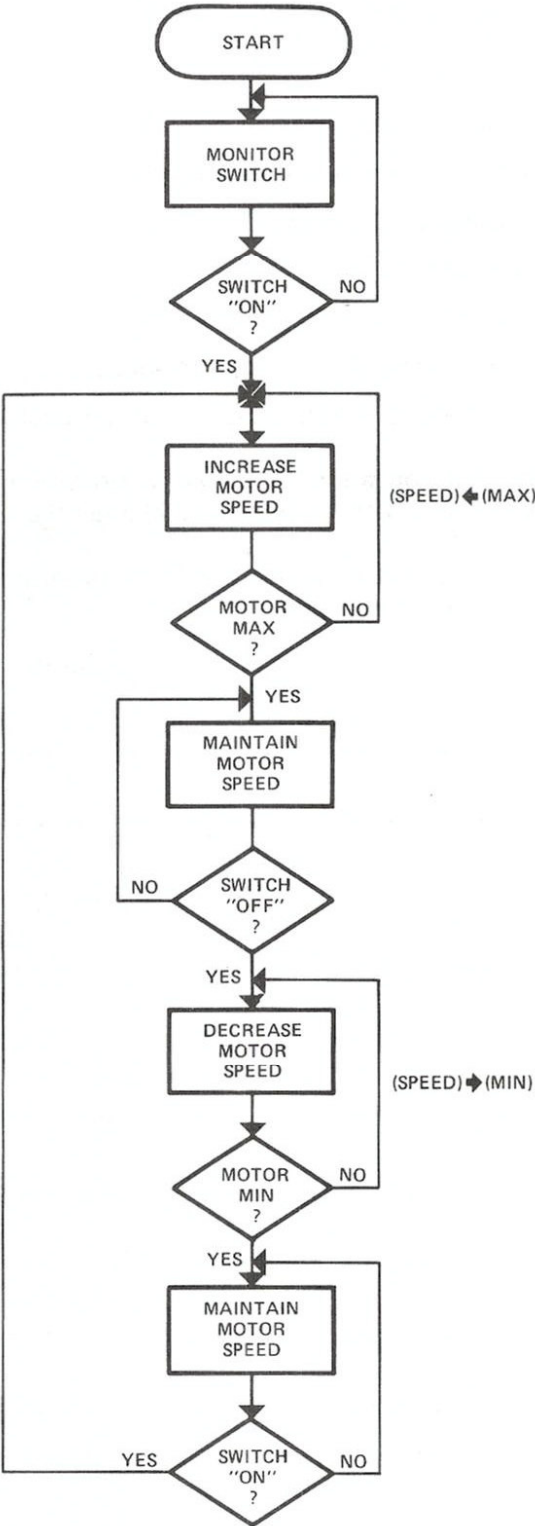 START
MONITOR
SWITCH
SWITCH
"ON"
?
NO
YES
INCREASE
MOTOR
SPEED
(SPEED) ← (MAX)
MOTOR
MAX
?
NO
YES
MAINTAIN
MOTOR
SPEED
SWITCH
"OFF"
?
NO
YES
DECREASE
MOTOR
SPEED
(SPEED) → (MIN)
MOTOR
MIN
?
NO
YES
MAINTAIN
MOTOR
SPEED
SWITCH
"ON"
?
YES
NO